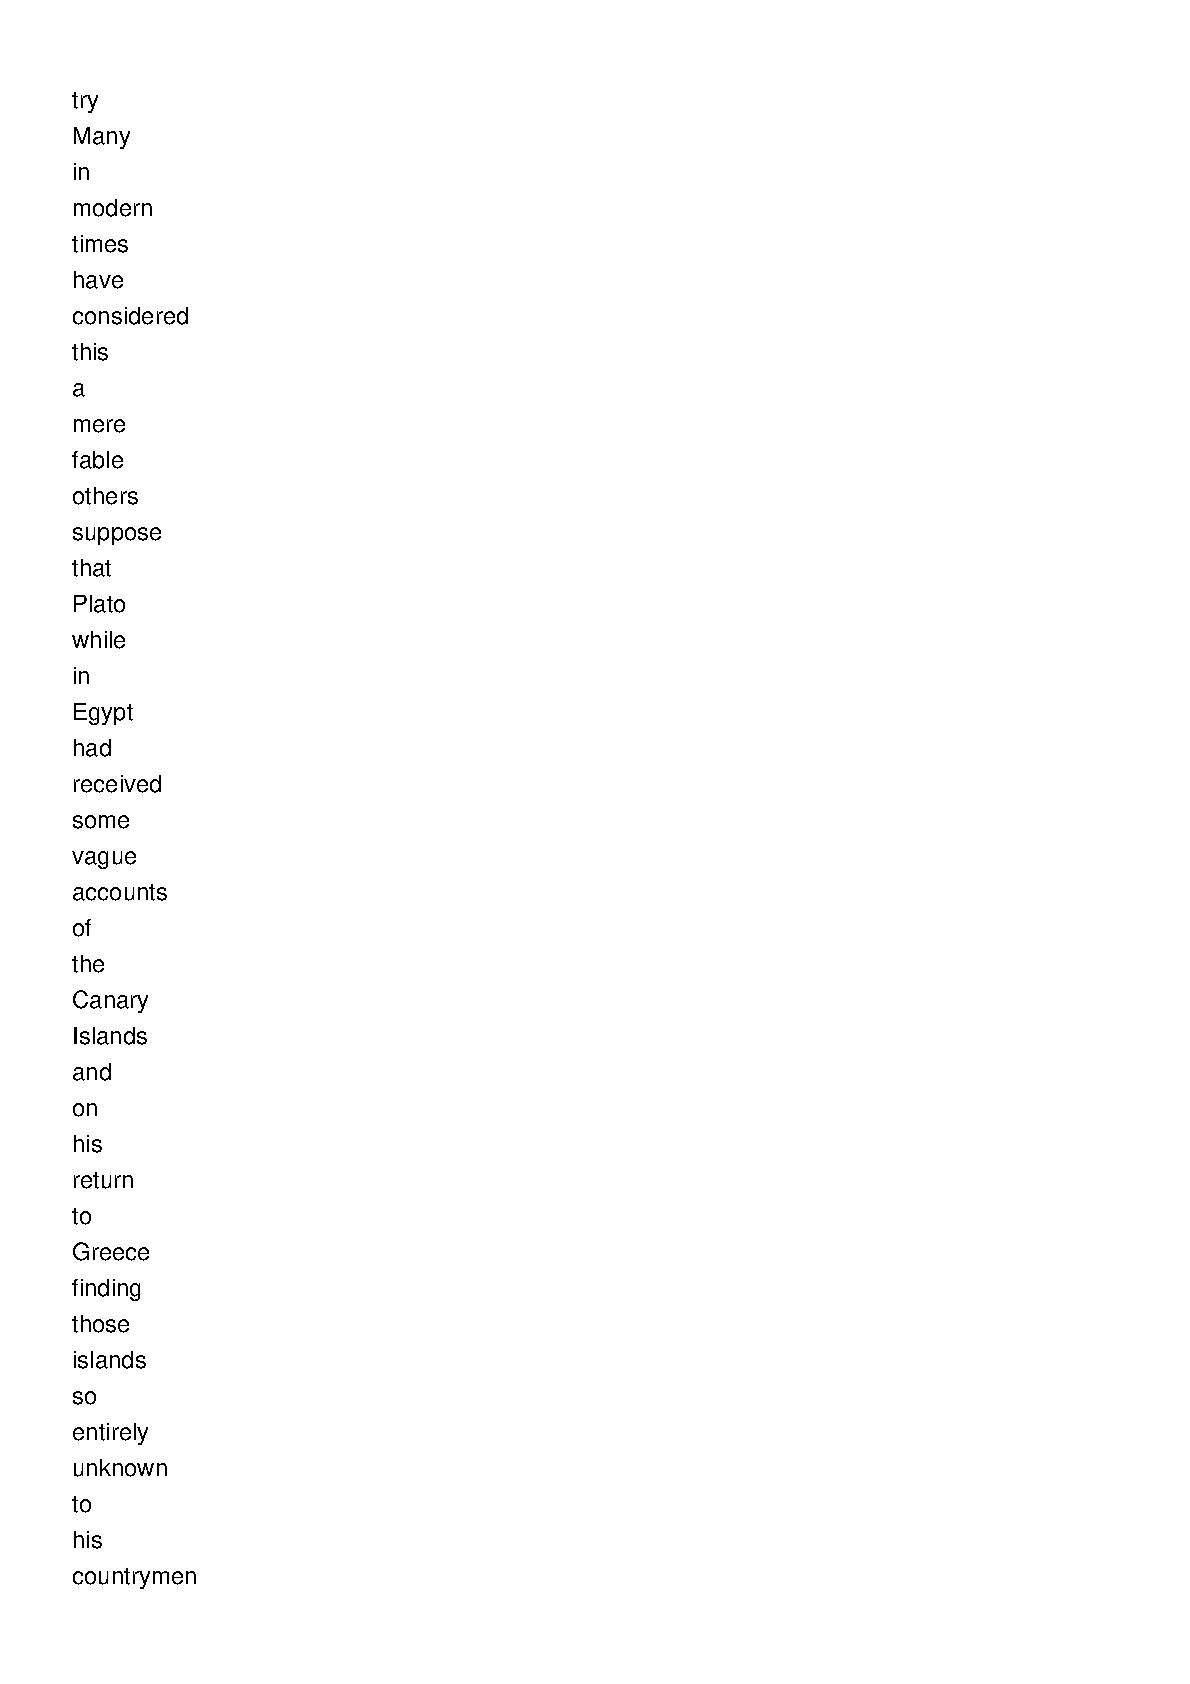 try
Many
in
modern
times
have
considered
this
a
mere
fable
others
suppose
that
Plato
while
in
Egypt
had
received
some
vague
accounts
of
the
Canary
Islands
and
on
his
return
to
Greece
finding
those
islands
so
entirely
unknown
to
his
countrymen